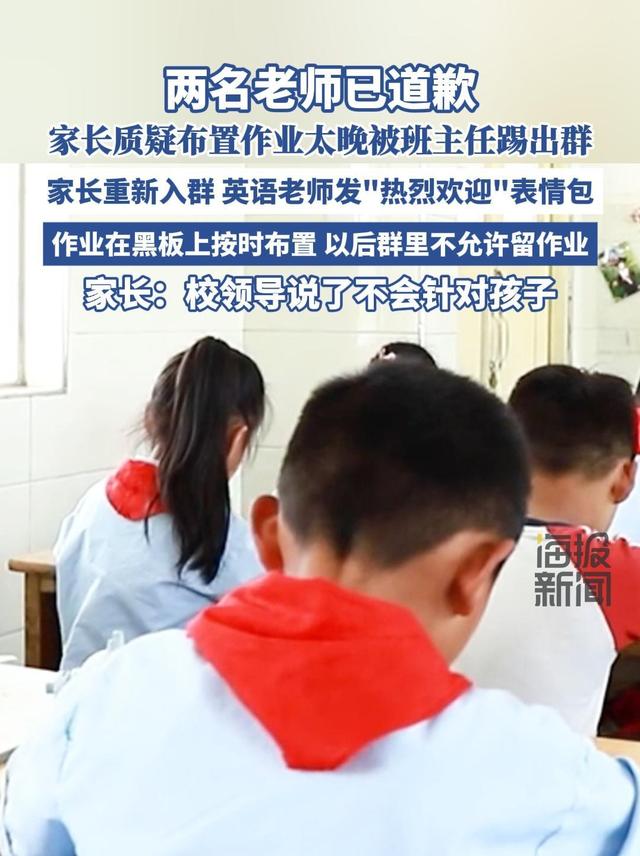 两名老师已道歉
家长质疑布置作业太晚被班主任踢出群
家长重新入群 英语老师发"热烈欢迎"表情包
作业在黑板上按时布置 以后群里不允许留作业
家长：校领导说了不会针对孩子
海报
新闻